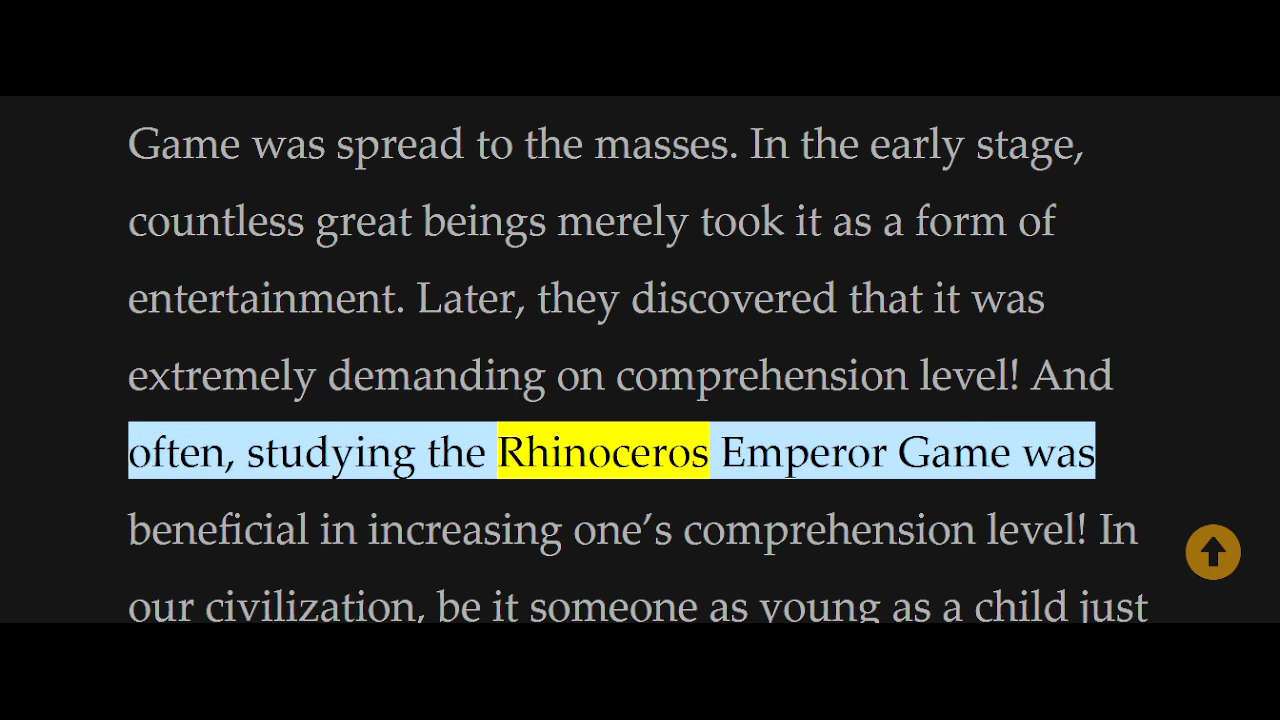 Game was spread to the masses. In the early stage,
countless great beings merely took it as a form of
entertainment. Later, they discovered that it was
extremely demanding on comprehension level! And
often, studying the Rhinoceros Emperor Game was
beneficial in increasing one’s comprehension level! In
our civilization, be it someone as young as a child just